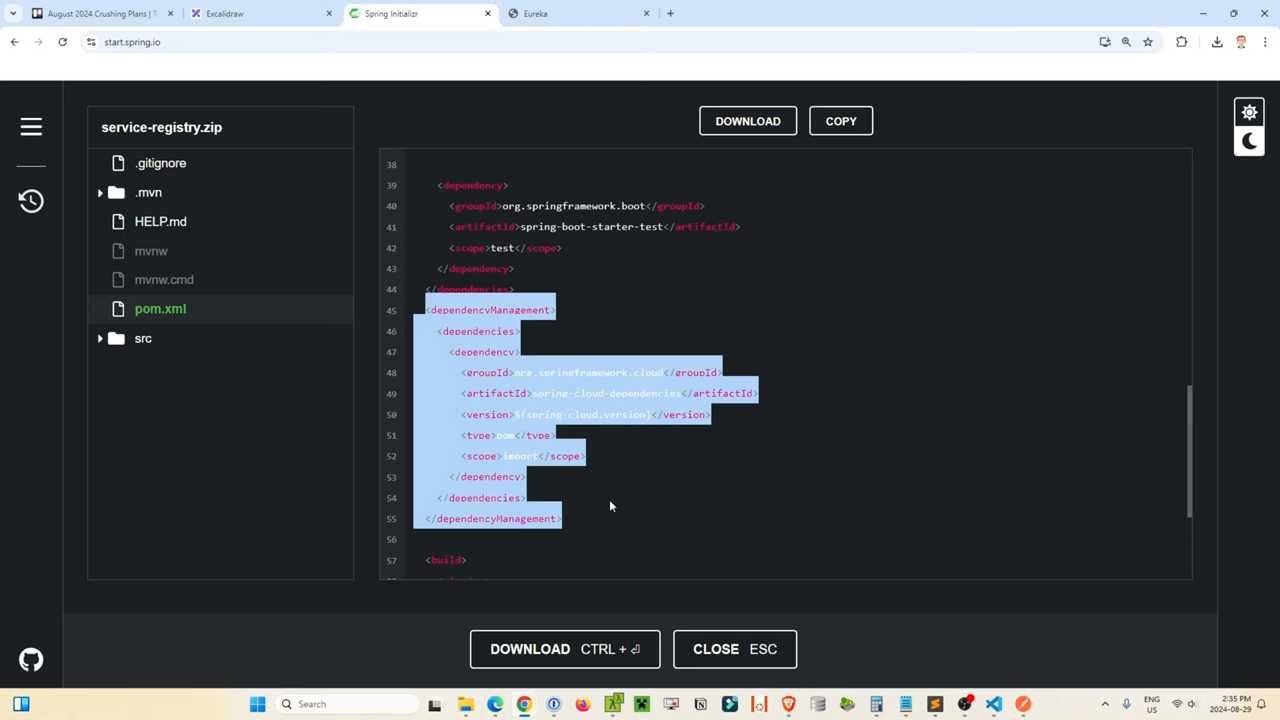 August 2024 Crushing Plans | T
Excalidraw
Spring Initializr
Eureka
start.spring.io
service-registry.zip
DOWNLOAD
COPY
.gitignore
.mvn
HELP.md
mvnw
mvnw.cmd
pom.xml
src
38
39 <dependency>
40 <groupId>org.springframework.boot</groupId>
41 <artifactId>spring-boot-starter-test</artifactId>
42 <scope>test</scope>
43 </dependency>
44 </dependencies>
45 <dependencyManagement>
46 <dependencies>
47 <dependency>
48 <groupId>org.springframework.cloud</groupId>
49 <artifactId>spring-cloud-dependencies</artifactId>
50 <version>${spring-cloud.version}</version>
51 <type>pom</type>
52 <scope>import</scope>
53 </dependency>
54 </dependencies>
55 </dependencyManagement>
56
57 <build>
DOWNLOAD CTRL + ⏎
CLOSE ESC
Search
ENG
US
2:35 PM
2024-08-29